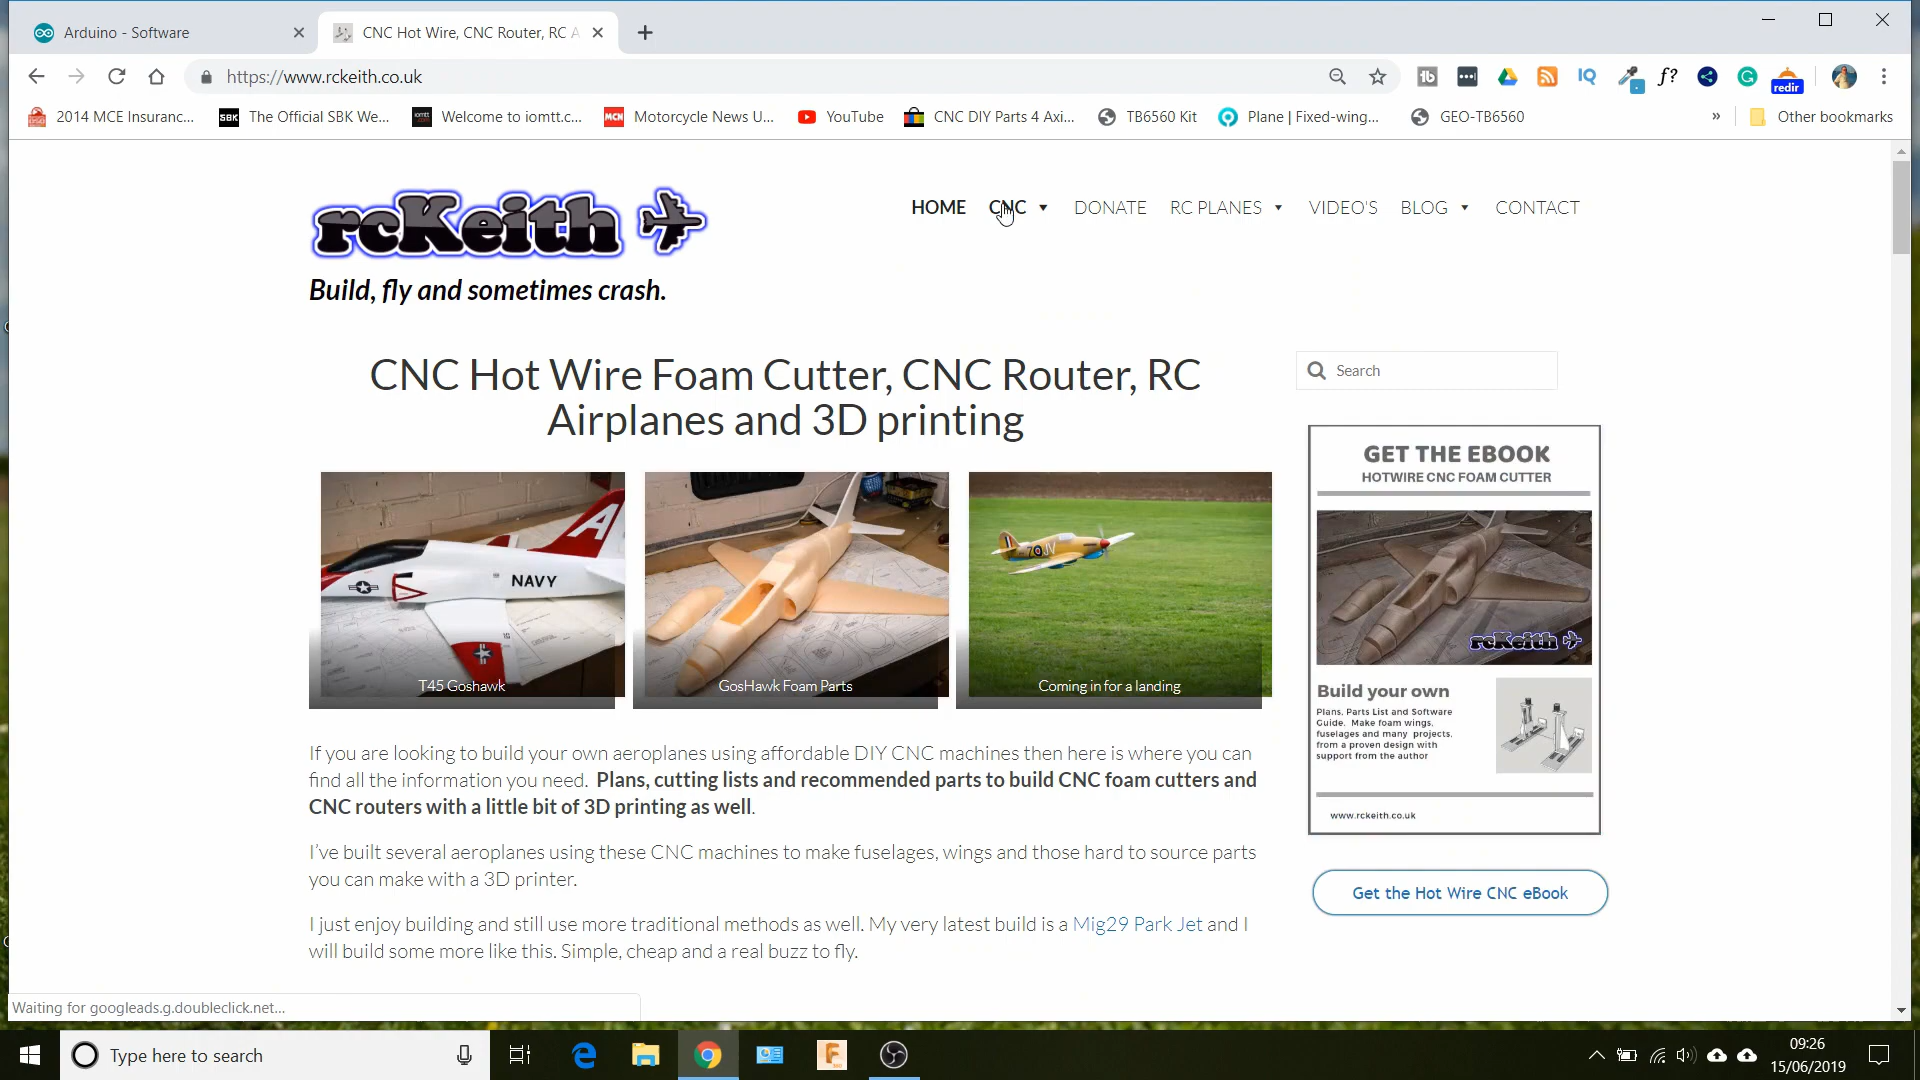 Arduino - Software
CNC Hot Wire, CNC Router, RC A
https://www.rckeith.co.uk
redir
2014 MCE Insuranc...
SBK The Official SBK We...
Welcome to iomtt.c...
MCN Motorcycle News U...
YouTube
CNC DIY Parts 4 Axi...
TB6560 Kit
Plane | Fixed-wing...
GEO-TB6560
»
Other bookmarks
rcKeith
Build, fly and sometimes crash.
HOME CNC DONATE RC PLANES VIDEO'S BLOG CONTACT
CNC Hot Wire Foam Cutter, CNC Router, RC
Airplanes and 3D printing
Search
NAVY
A
T45 Goshawk
GosHawk Foam Parts
Coming in for a landing
GET THE EBOOK
HOTWIRE CNC FOAM CUTTER
rcKeith
Build your own
Plans, Parts List and Software
Guide. Make foam wings,
fuselages and many projects,
from a proven design with
support from the author
www.rckeith.co.uk
Get the Hot Wire CNC eBook
If you are looking to build your own aeroplanes using affordable DIY CNC machines then here is where you can
find all the information you need. Plans, cutting lists and recommended parts to build CNC foam cutters and
CNC routers with a little bit of 3D printing as well.
I've built several aeroplanes using these CNC machines to make fuselages, wings and those hard to source parts
you can make with a 3D printer.
I just enjoy building and still use more traditional methods as well. My very latest build is a Mig29 Park Jet and I
will build some more like this. Simple, cheap and a real buzz to fly.
Waiting for googleads.g.doubleclick.net...
Type here to search
09:26
15/06/2019